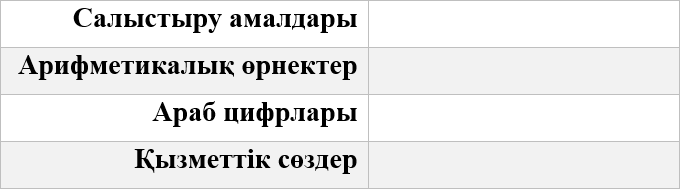 Салыстыру амалдары
Арифметикалық өрнектер
Араб цифрлары
Қызметтік сөздер